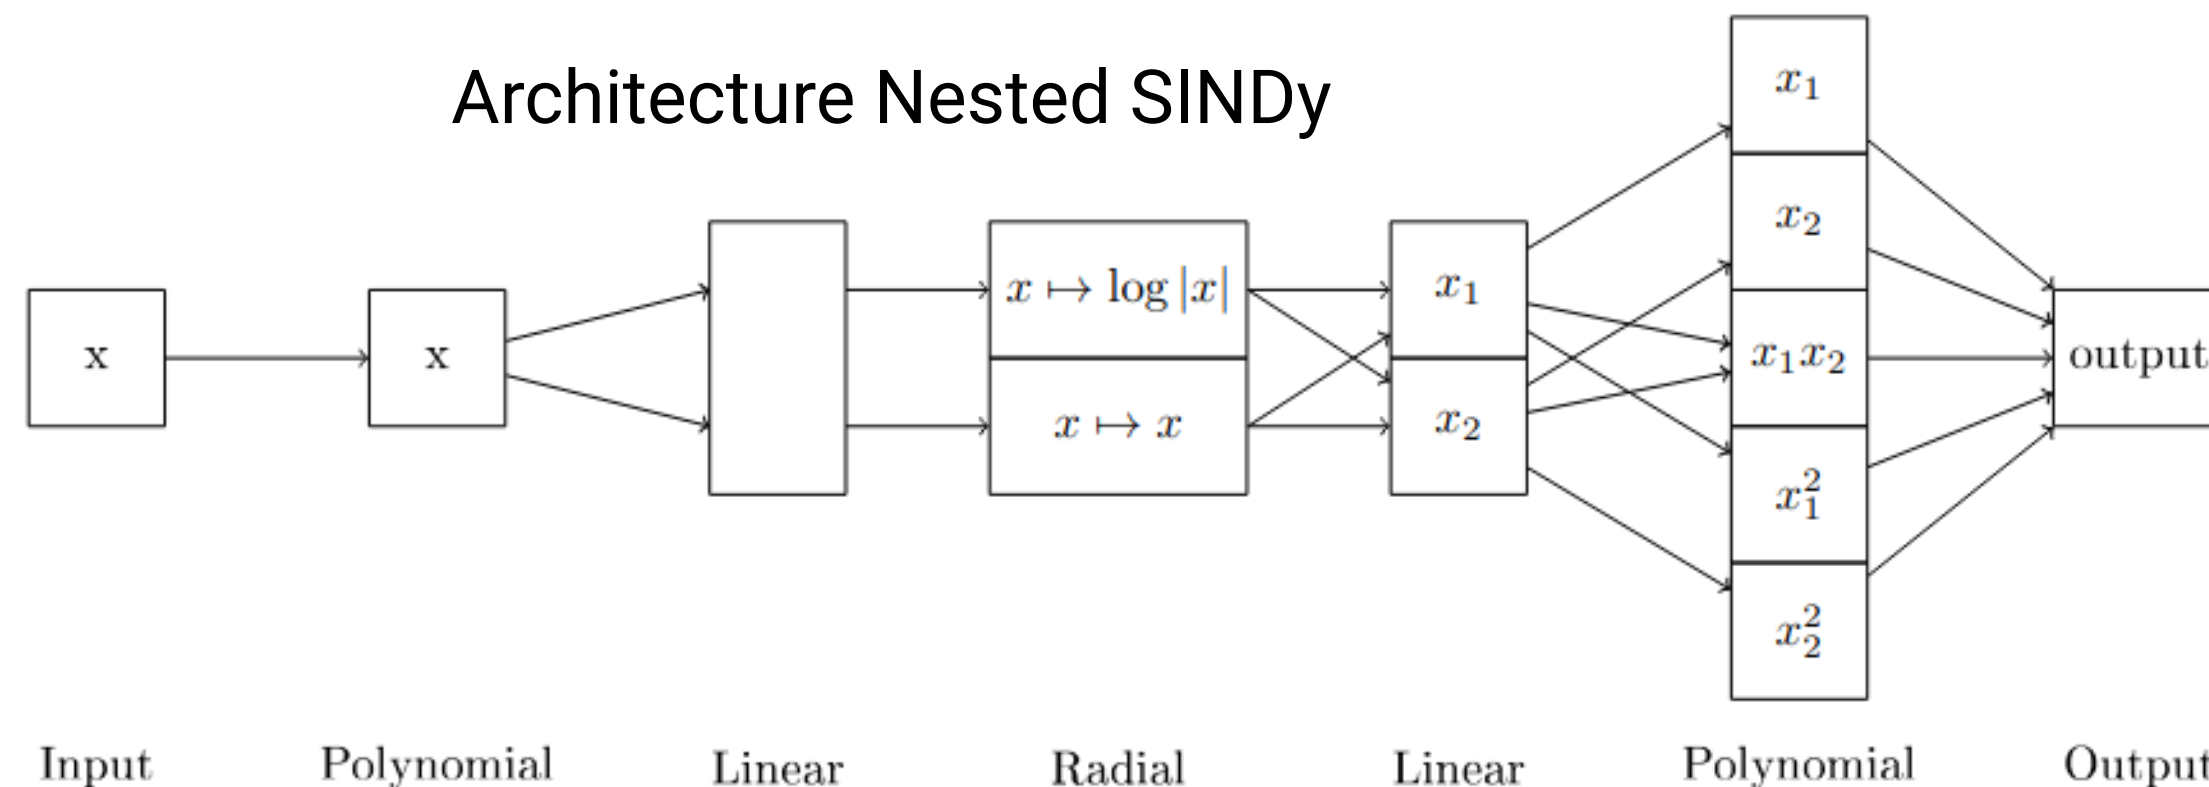 Architecture Nested SINDy
x
x
x ↦ log |x|
x ↦ x
x₁
x₂
x₁
x₂
x₁x₂
x₁²
x₂²
output
Input
Polynomial
Linear
Radial
Linear
Polynomial
Output